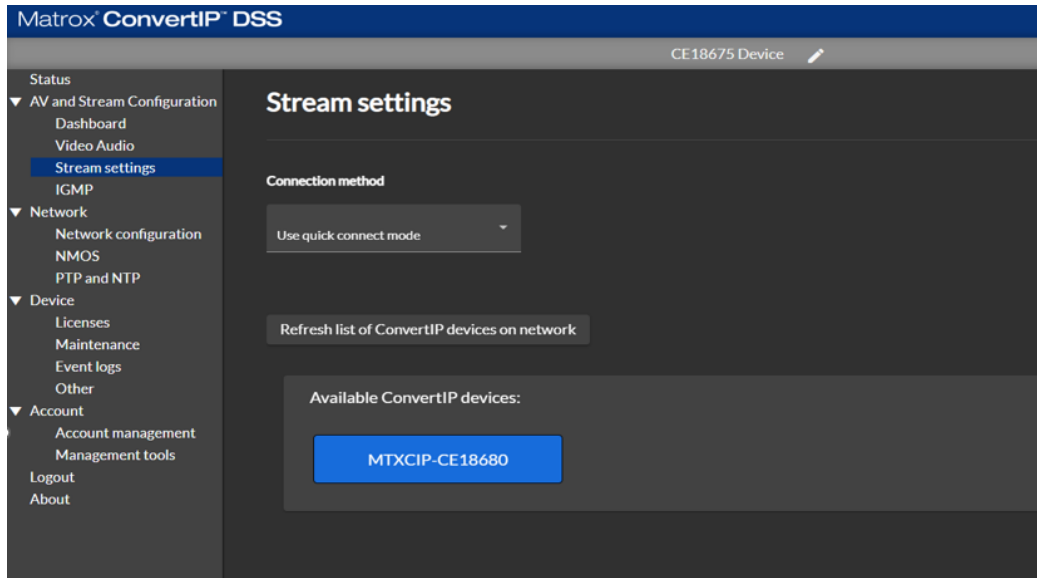 Matrox® ConvertIP™ DSS
CE18675 Device
Status
AV and Stream Configuration
Dashboard
Video Audio
Stream settings
IGMP
Network
Network configuration
NMOS
PTP and NTP
Device
Licenses
Maintenance
Event logs
Other
Account
Account management
Management tools
Logout
About
Stream settings
Connection method
Use quick connect mode
Refresh list of ConvertIP devices on network
Available ConvertIP devices:
MTXCIP-CE18680